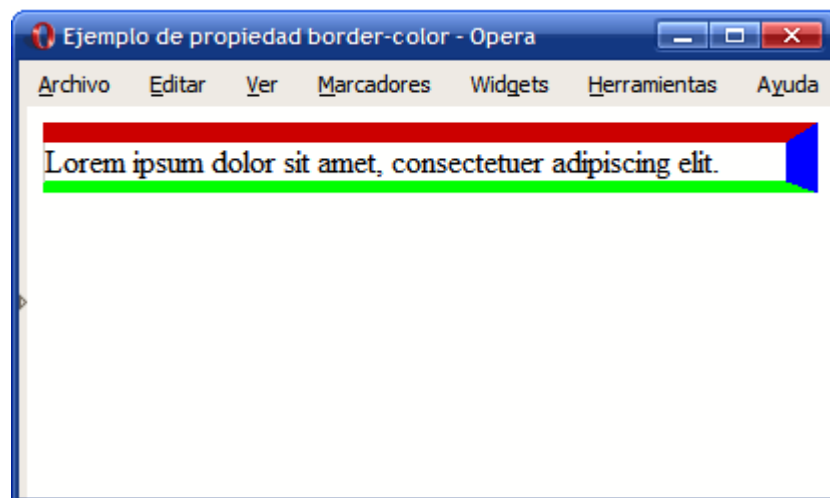 Ejemplo de propiedad border-color - Opera
Archivo Editar Ver Marcadores Widgets Herramientas Ayuda
Lorem ipsum dolor sit amet, consectetuer adipiscing elit.